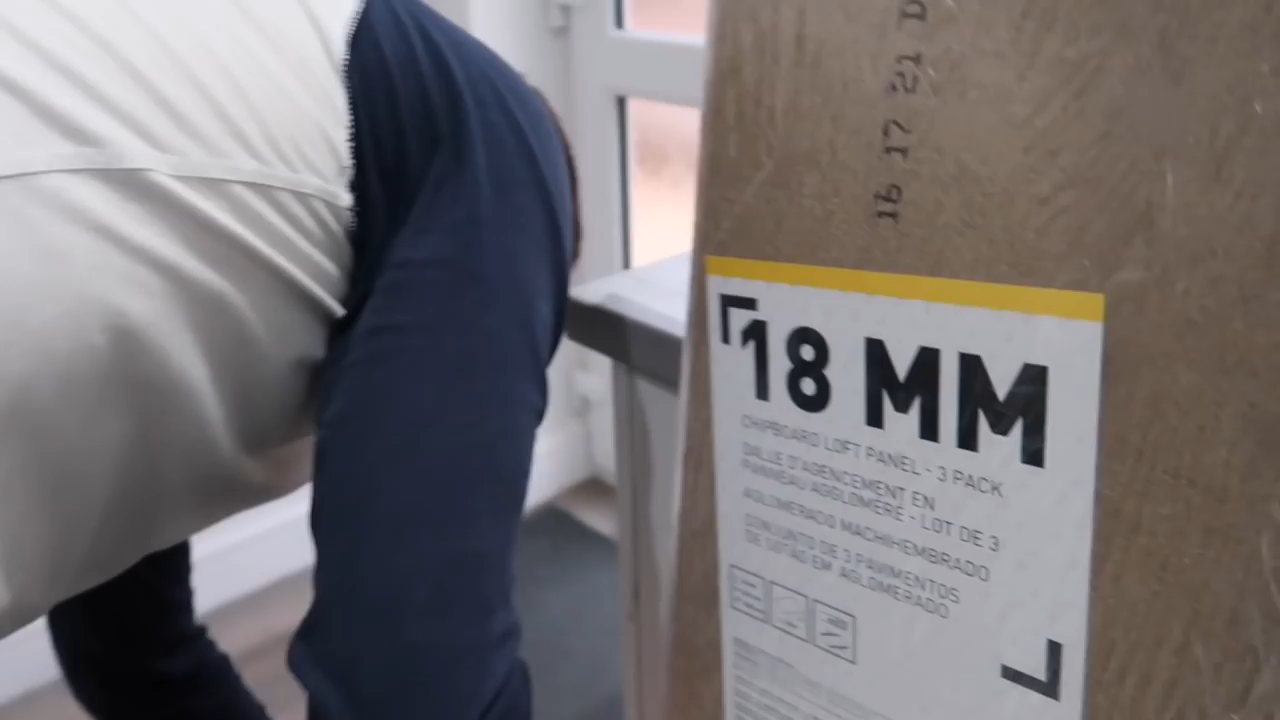 16 17 21 D
18 MM
CHIPBOARD LOFT PANEL - 3 PACK
DALLE D'AGENCEMENT EN
PANNEAU AGGLOMÉRÉ - LOT DE 3
AGLOMERADO MACHIHEMBRADO
CONJUNTO DE 3 PAVIMENTOS
DE SOTÃO EM AGLOMERADO